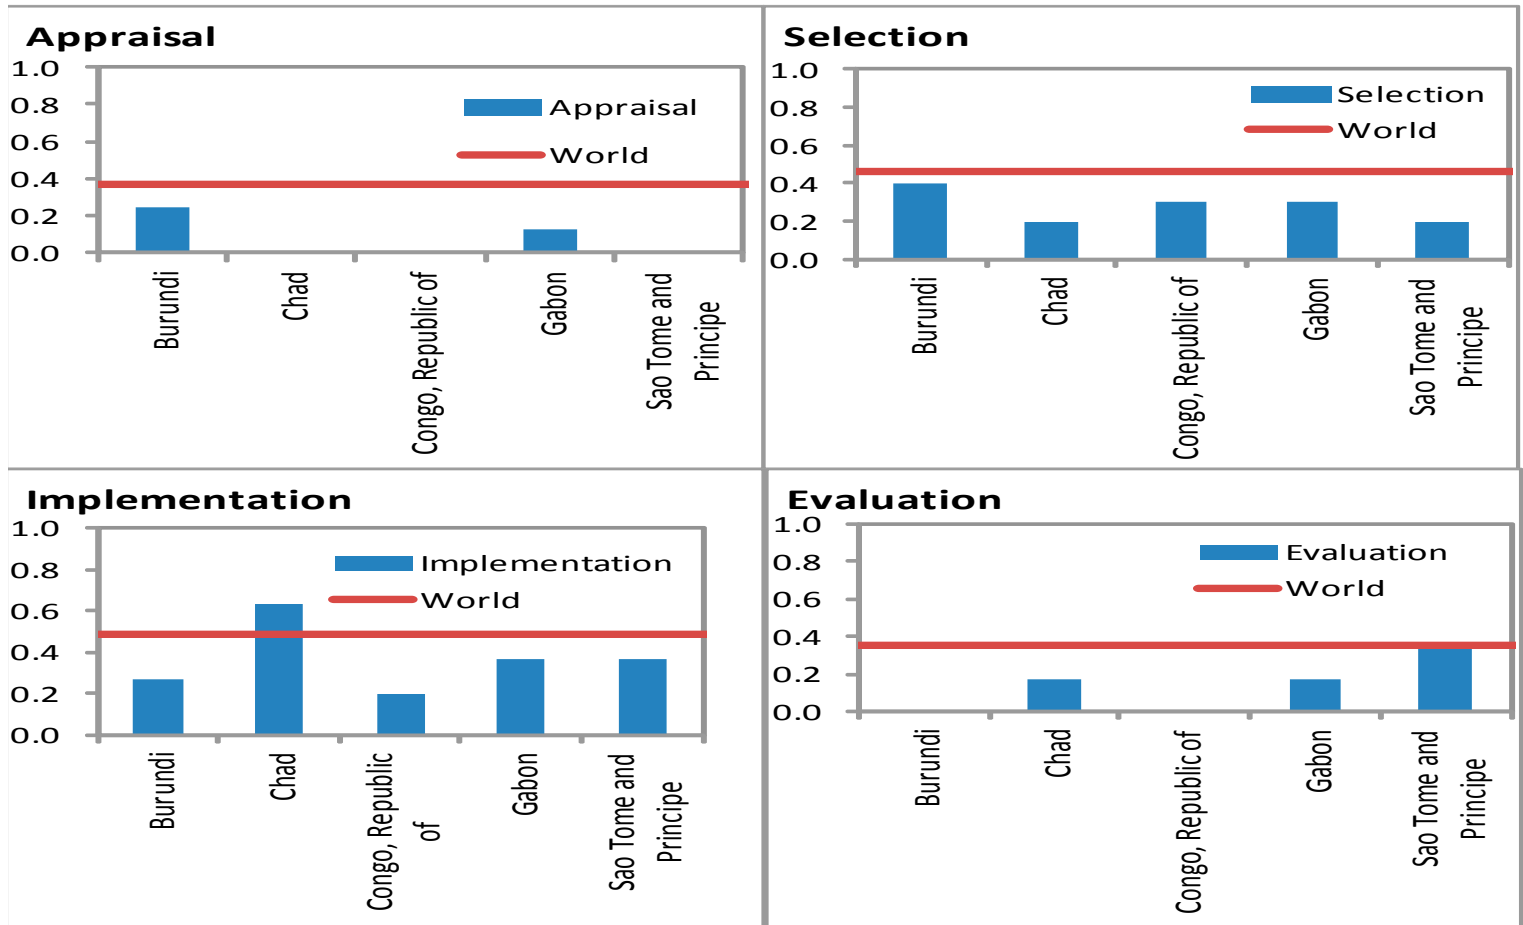 Appraisal
1.0
0.8
0.6
0.4
0.2
0.0
Appraisal
World
Burundi
Chad
Congo, Republic of
Gabon
Sao Tome and
Principe
Selection
1.0
0.8
0.6
0.4
0.2
0.0
Selection
World
Burundi
Chad
Congo, Republic of
Gabon
Sao Tome and
Principe
Implementation
1.0
0.8
0.6
0.4
0.2
0.0
Implementation
World
Burundi
Chad
Congo, Republic
of
Gabon
Sao Tome and
Principe
Evaluation
1.0
0.8
0.6
0.4
0.2
0.0
Evaluation
World
Burundi
Chad
Congo, Republic of
Gabon
Sao Tome and
Principe